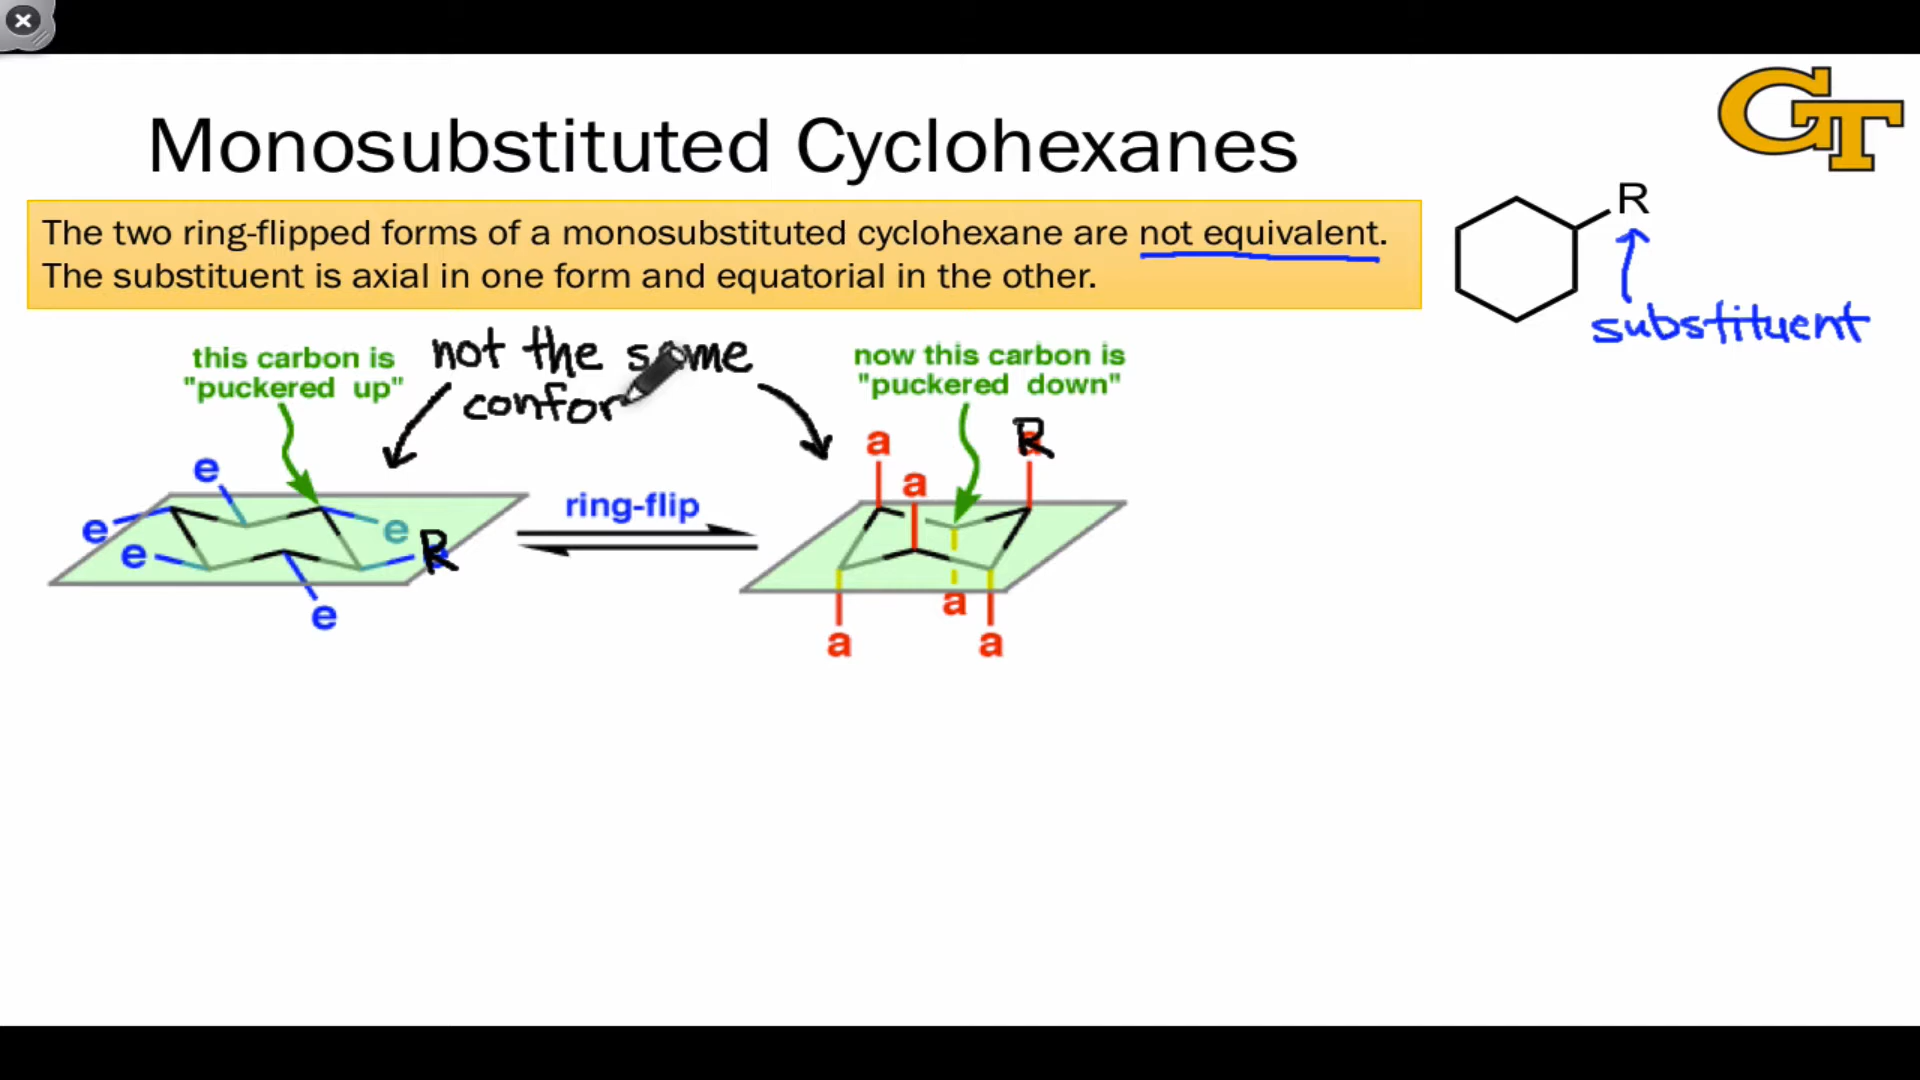 GT
Monosubstituted Cyclohexanes
R
The two ring-flipped forms of a monosubstituted cyclohexane are not equivalent.
The substituent is axial in one form and equatorial in the other.
substituent
this carbon is
"puckered up"
not the same
confor
now this carbon is
"puckered down"
e
e
e
e
R
e
ring-flip
a
R
a
a
a
a